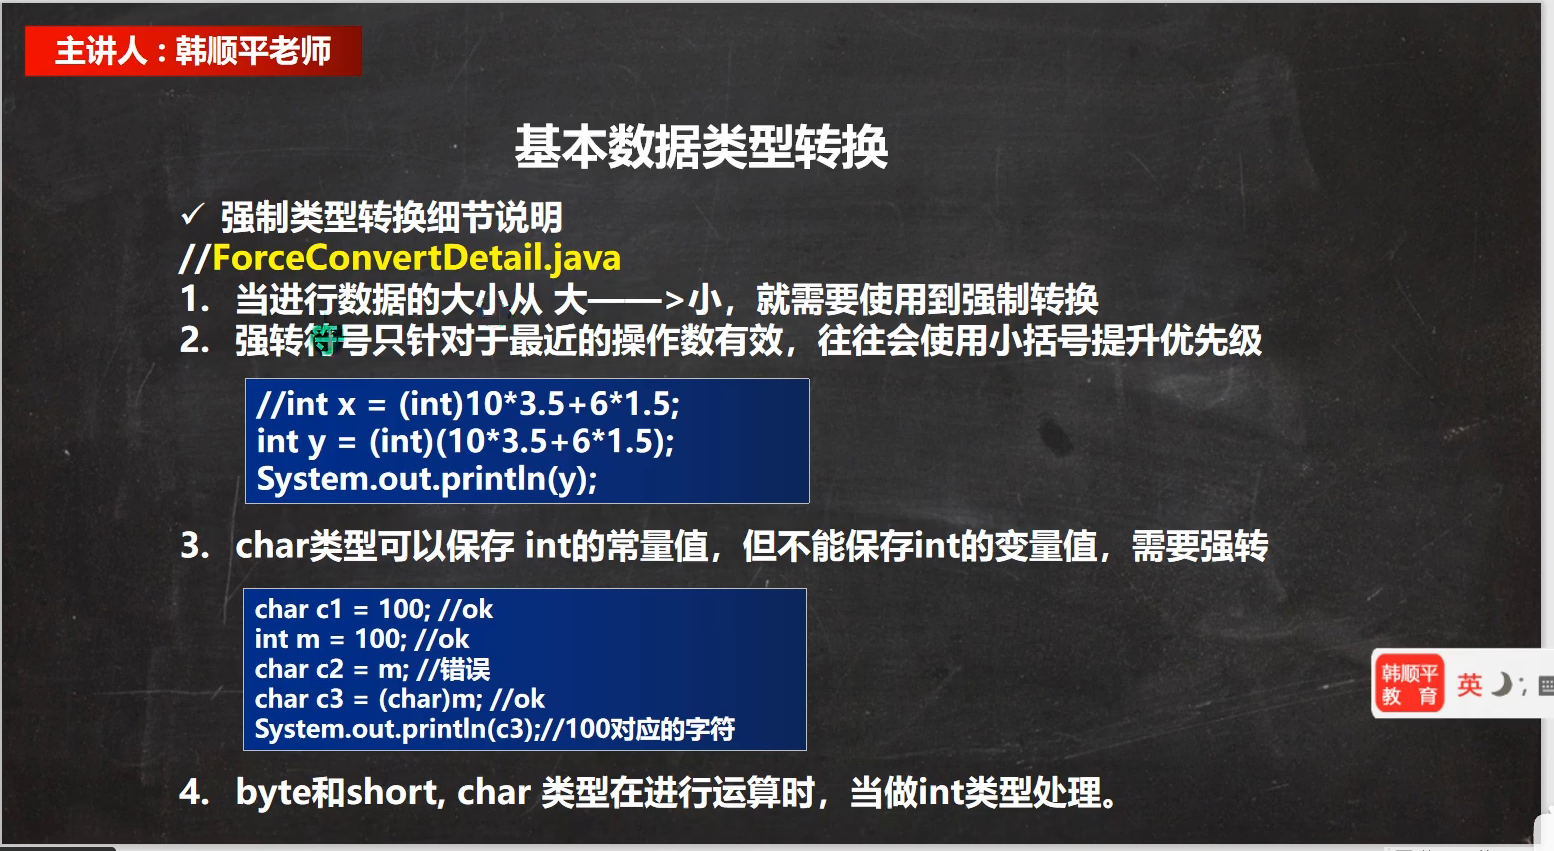 主讲人：韩顺平老师
基本数据类型转换
✓ 强制类型转换细节说明
//ForceConvertDetail.java
1. 当进行数据的大小从 大——>小，就需要使用到强制转换
2. 强转符号只针对于最近的操作数有效，往往会使用小括号提升优先级
//int x = (int)10*3.5+6*1.5;
int y = (int)(10*3.5+6*1.5);
System.out.println(y);
3. char类型可以保存 int的常量值，但不能保存int的变量值，需要强转
char c1 = 100; //ok
int m = 100; //ok
char c2 = m; //错误
char c3 = (char)m; //ok
System.out.println(c3);//100对应的字符
韩顺平
教 育
英
4. byte和short, char 类型在进行运算时，当做int类型处理。